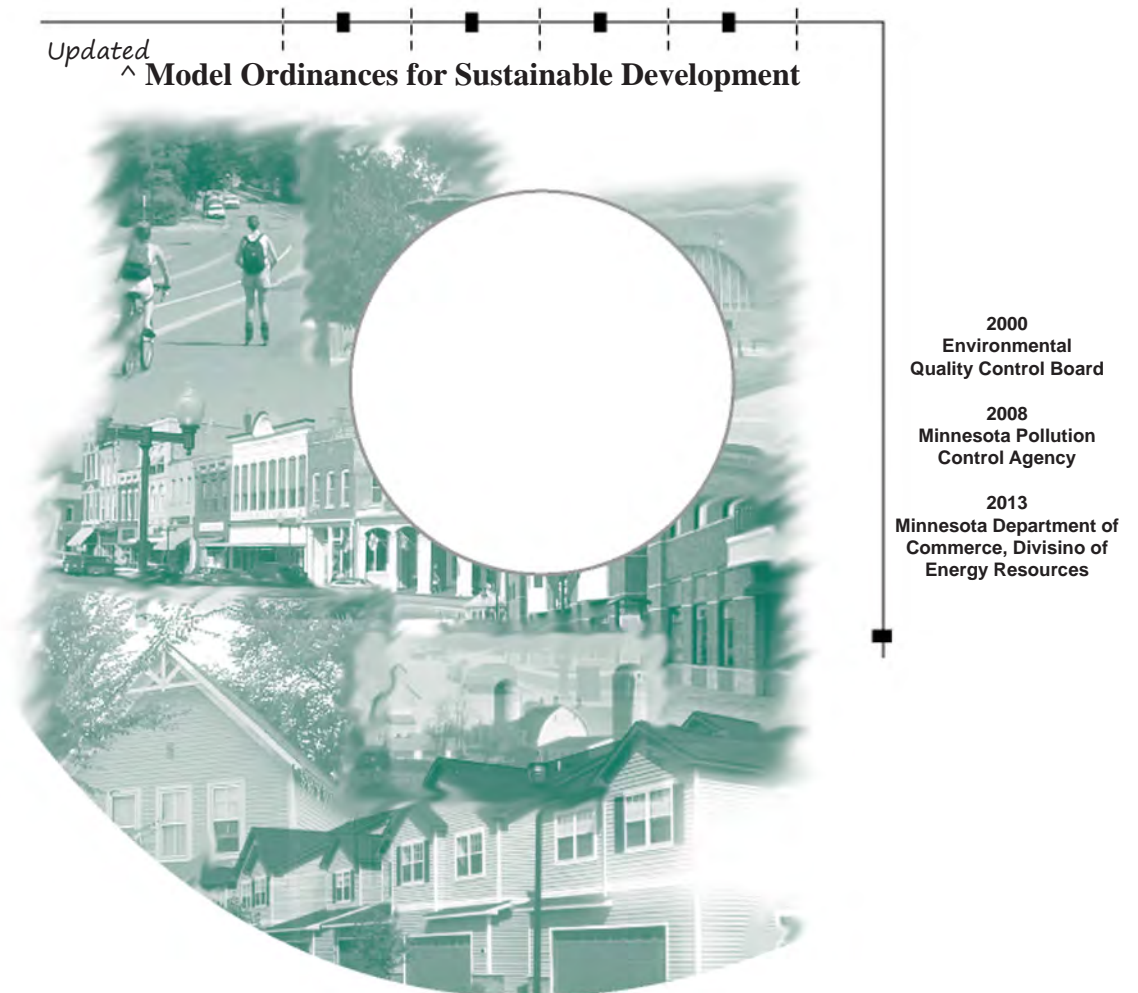 Updated
^ Model Ordinances for Sustainable Development
2000
Environmental
Quality Control Board
2008
Minnesota Pollution
Control Agency
2013
Minnesota Department of
Commerce, Divisino of
Energy Resources